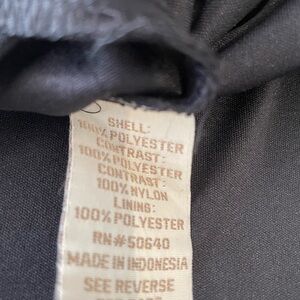 SHELL:
100% POLYESTER
CONTRAST:
100% POLYESTER
CONTRAST:
100% NYLON
LINING:
100% POLYESTER
RN#50640
MADE IN INDONESIA
SEE REVERSE